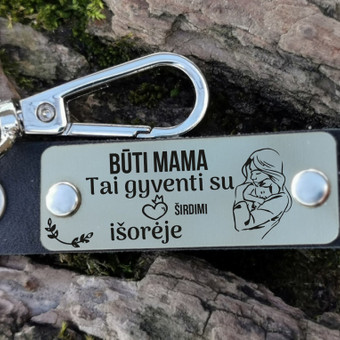 BŪTI MAMA
Tai gyventi su
ŠIRDIMI
išorėje